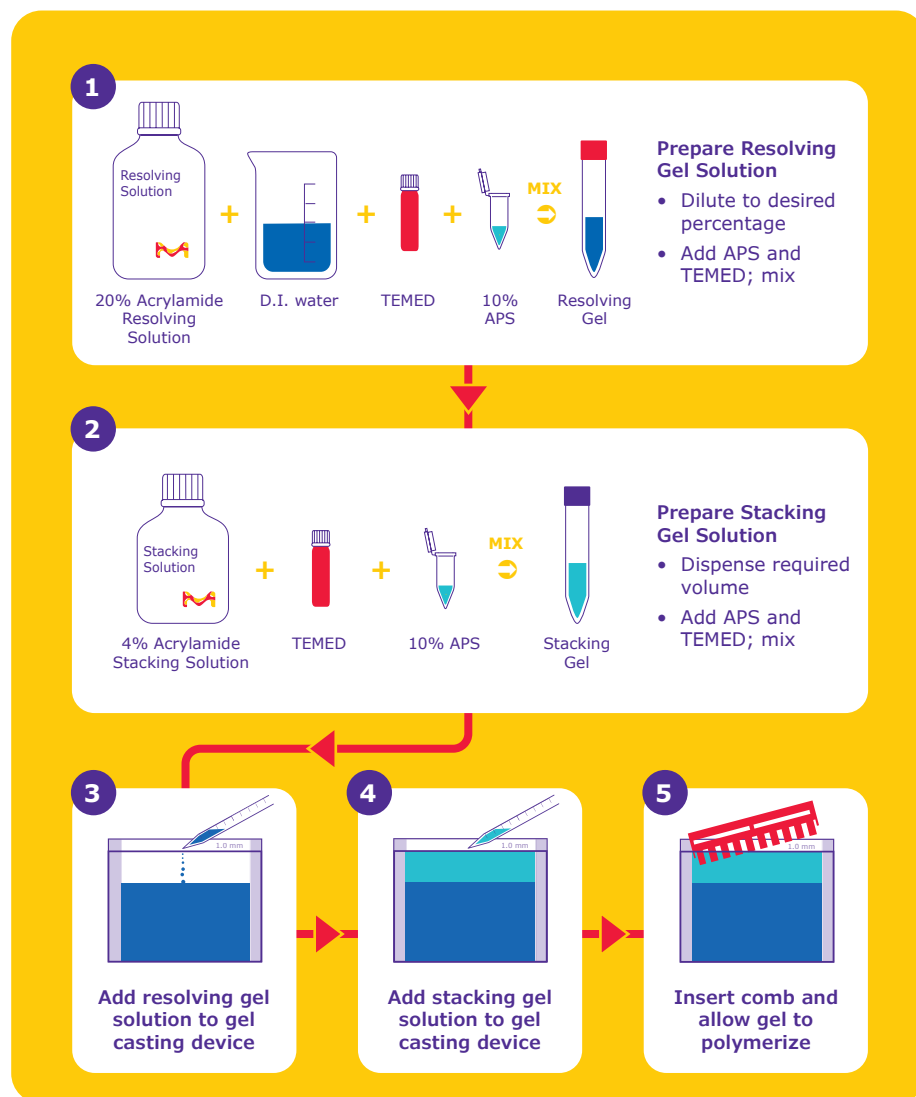 1
Resolving
Solution
+
+
+
MIX
20% Acrylamide
Resolving
Solution
D.I. water
TEMED
10%
APS
Resolving
Gel
Prepare Resolving
Gel Solution
• Dilute to desired
percentage
• Add APS and
TEMED; mix
2
Stacking
Solution
+
+
MIX
4% Acrylamide
Stacking Solution
TEMED
10% APS
Stacking
Gel
Prepare Stacking
Gel Solution
• Dispense required
volume
• Add APS and
TEMED; mix
3
1.0 mm
Add resolving gel
solution to gel
casting device
4
1.0 mm
Add stacking gel
solution to gel
casting device
5
1.0 mm
Insert comb and
allow gel to
polymerize